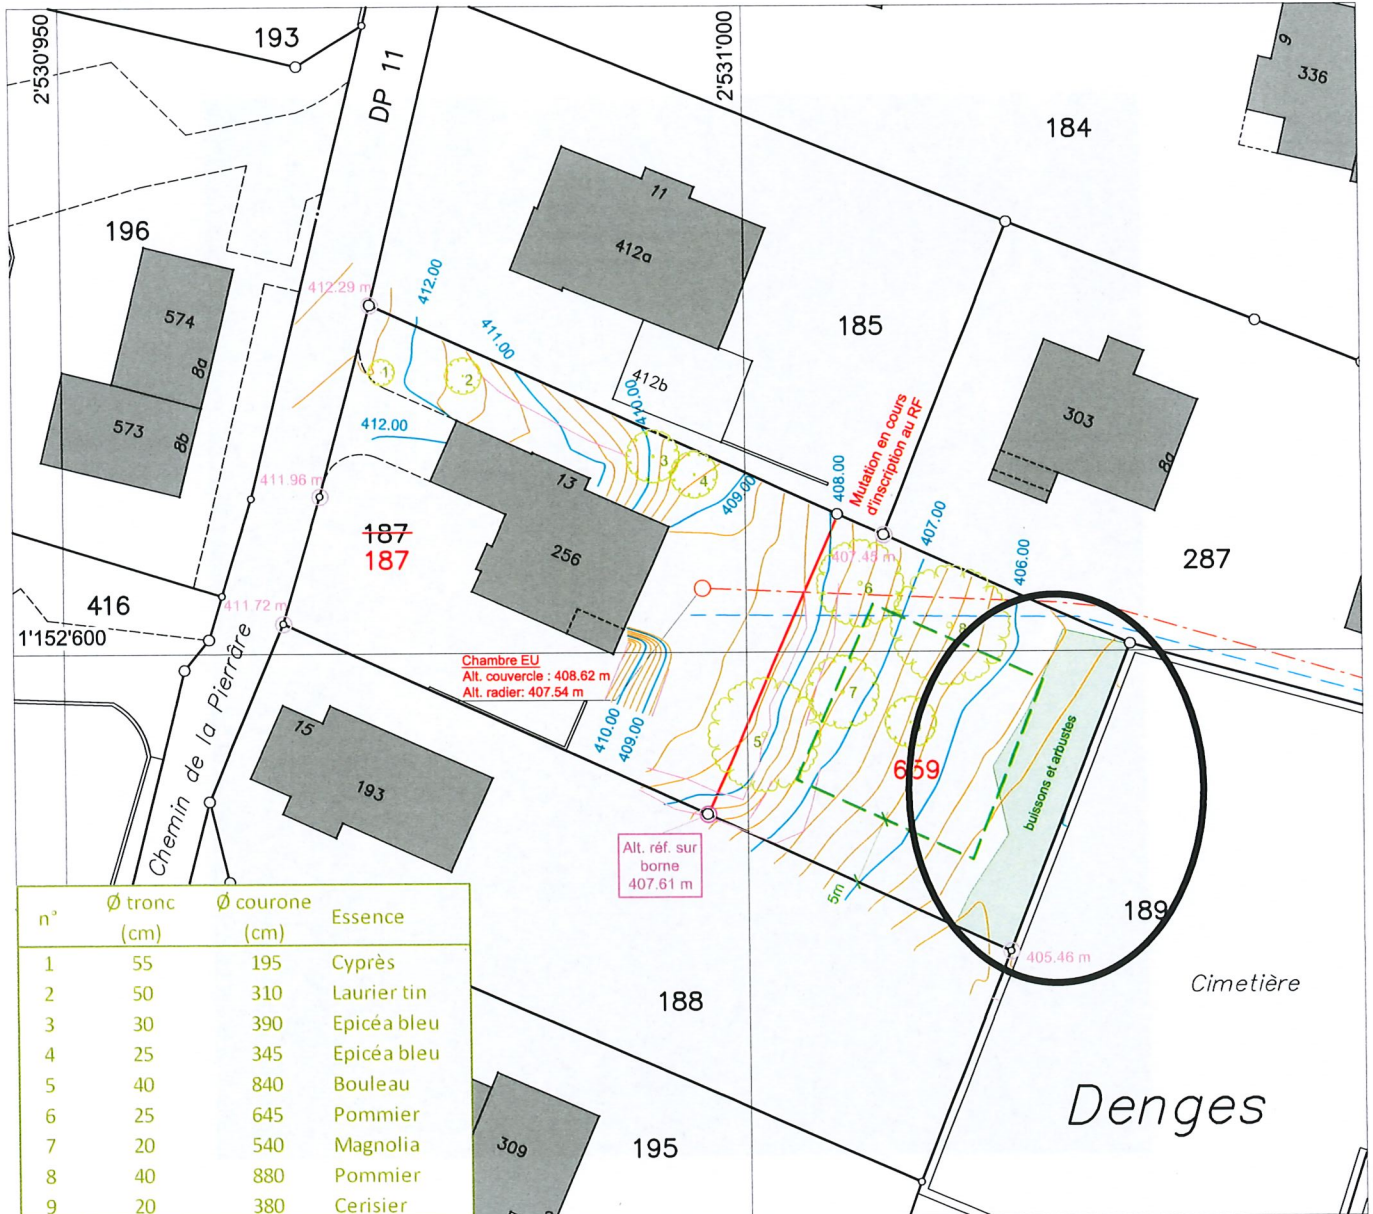 2'530'950
193
DP 11
2'531'000
184
9
336
196
11
412a
412.29 m
412.00
574
8a
185
411.00
412b
410.00
1
2
573
8b
412.00
303
8a
Mutation en cours
d'inscription au RF
3
4
409.00
408.00
411.96 m
13
407.00
187
187
256
407.45 m
406.00
287
416
411.72 m
6
1'152'600
8
Chambre EU
Alt. couvercle : 408.62 m
Alt. radier: 407.54 m
7
Chemin de la Pierrâre
410.00
409.00
5
15
193
659
buissons et arbustes
Alt. réf. sur
borne
407.61 m
5m
189
405.46 m
Cimetière
188
n° Ø tronc (cm) Ø courone (cm) Essence
1 55 195 Cyprès
2 50 310 Laurier tin
3 30 390 Epicéa bleu
4 25 345 Epicéa bleu
5 40 840 Bouleau
6 25 645 Pommier
7 20 540 Magnolia
8 40 880 Pommier
9 20 380 Cerisier
Denges
309
195